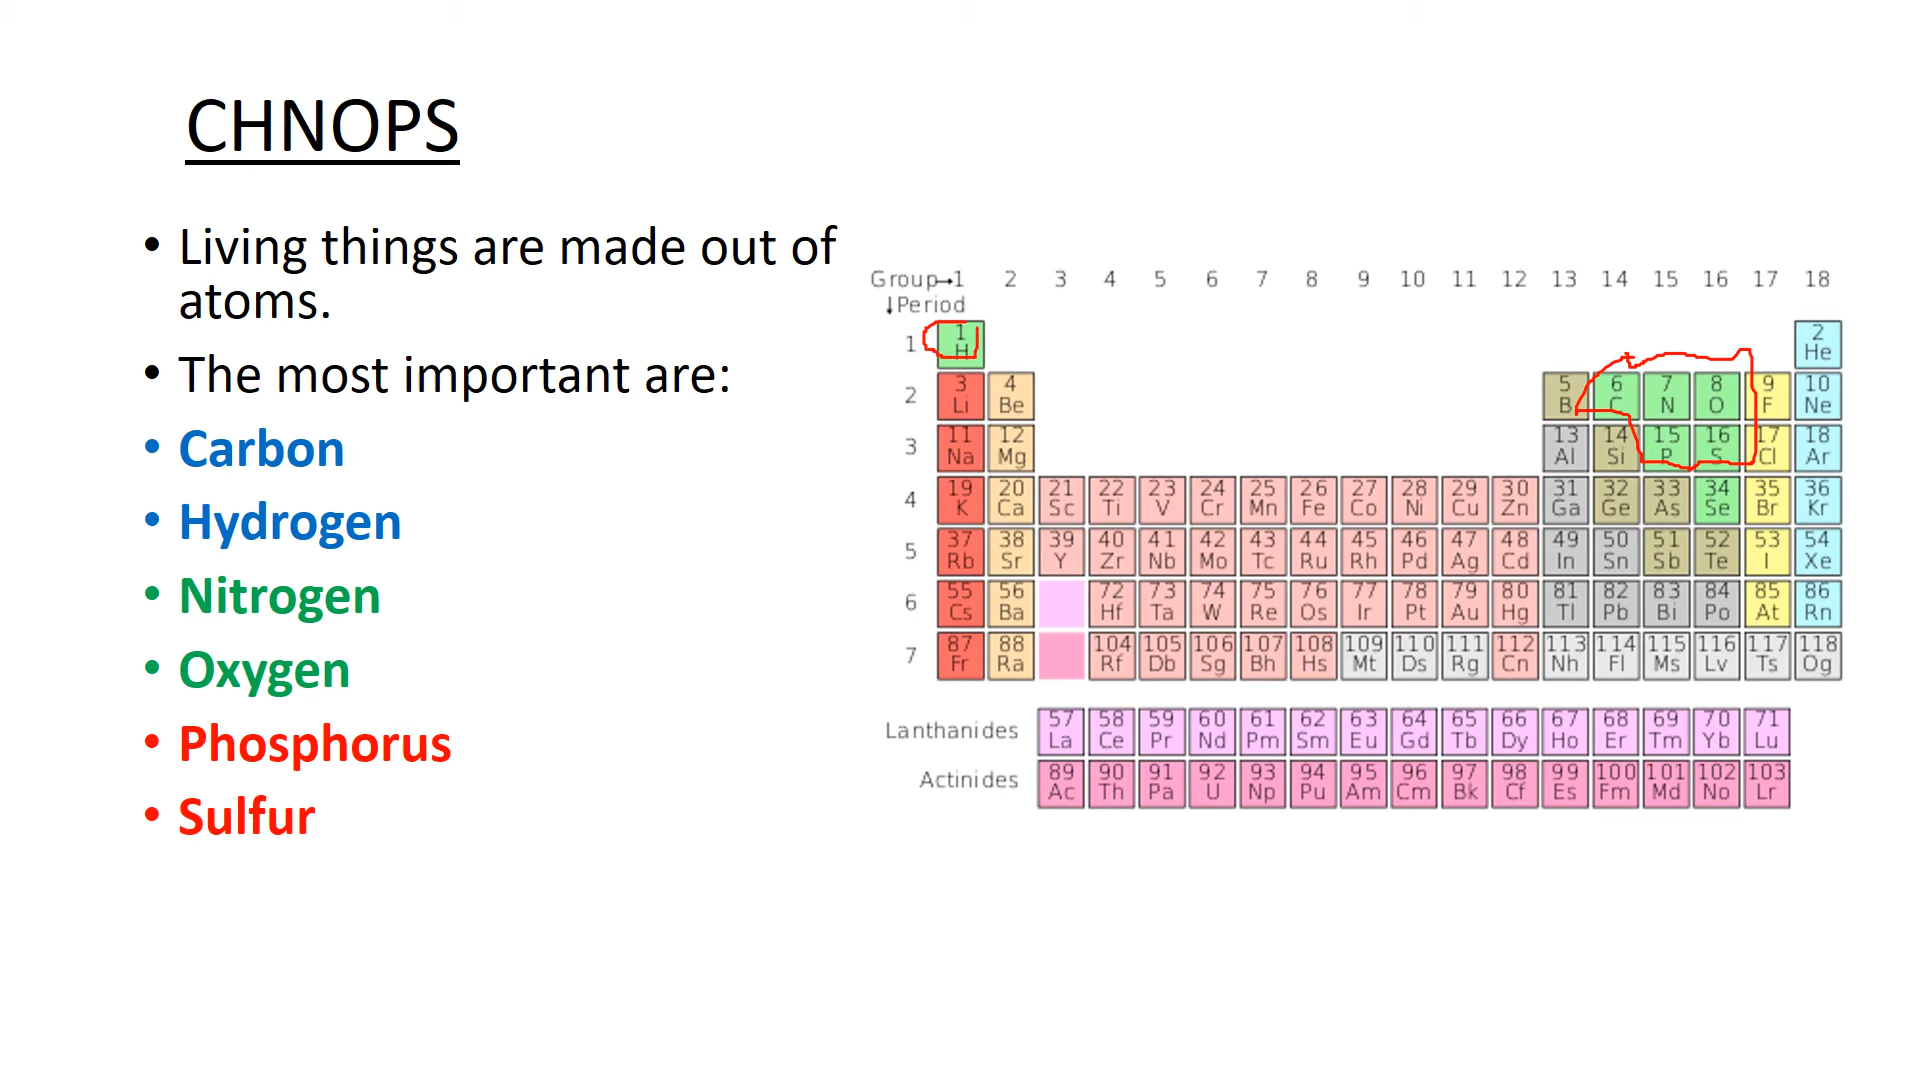 CHNOPS
• Living things are made out of
atoms.
• The most important are:
• Carbon
• Hydrogen
• Nitrogen
• Oxygen
• Phosphorus
• Sulfur
Group→1 2 3 4 5 6 7 8 9 10 11 12 13 14 15 16 17 18
↓Period
1 1 2
H He
2 3 4 5 6 7 8 9 10
Li Be B C N O F Ne
3 11 12 13 14 15 16 17 18
Na Mg Al Si P S Cl Ar
4 19 20 21 22 23 24 25 26 27 28 29 30 31 32 33 34 35 36
K Ca Sc Ti V Cr Mn Fe Co Ni Cu Zn Ga Ge As Se Br Kr
5 37 38 39 40 41 42 43 44 45 46 47 48 49 50 51 52 53 54
Rb Sr Y Zr Nb Mo Tc Ru Rh Pd Ag Cd In Sn Sb Te I Xe
6 55 56 72 73 74 75 76 77 78 79 80 81 82 83 84 85 86
Cs Ba Hf Ta W Re Os Ir Pt Au Hg Tl Pb Bi Po At Rn
7 87 88 104 105 106 107 108 109 110 111 112 113 114 115 116 117 118
Fr Ra Rf Db Sg Bh Hs Mt Ds Rg Cn Nh Fl Ms Lv Ts Og
Lanthanides 57 58 59 60 61 62 63 64 65 66 67 68 69 70 71
La Ce Pr Nd Pm Sm Eu Gd Tb Dy Ho Er Tm Yb Lu
Actinides 89 90 91 92 93 94 95 96 97 98 99 100 101 102 103
Ac Th Pa U Np Pu Am Cm Bk Cf Es Fm Md No Lr